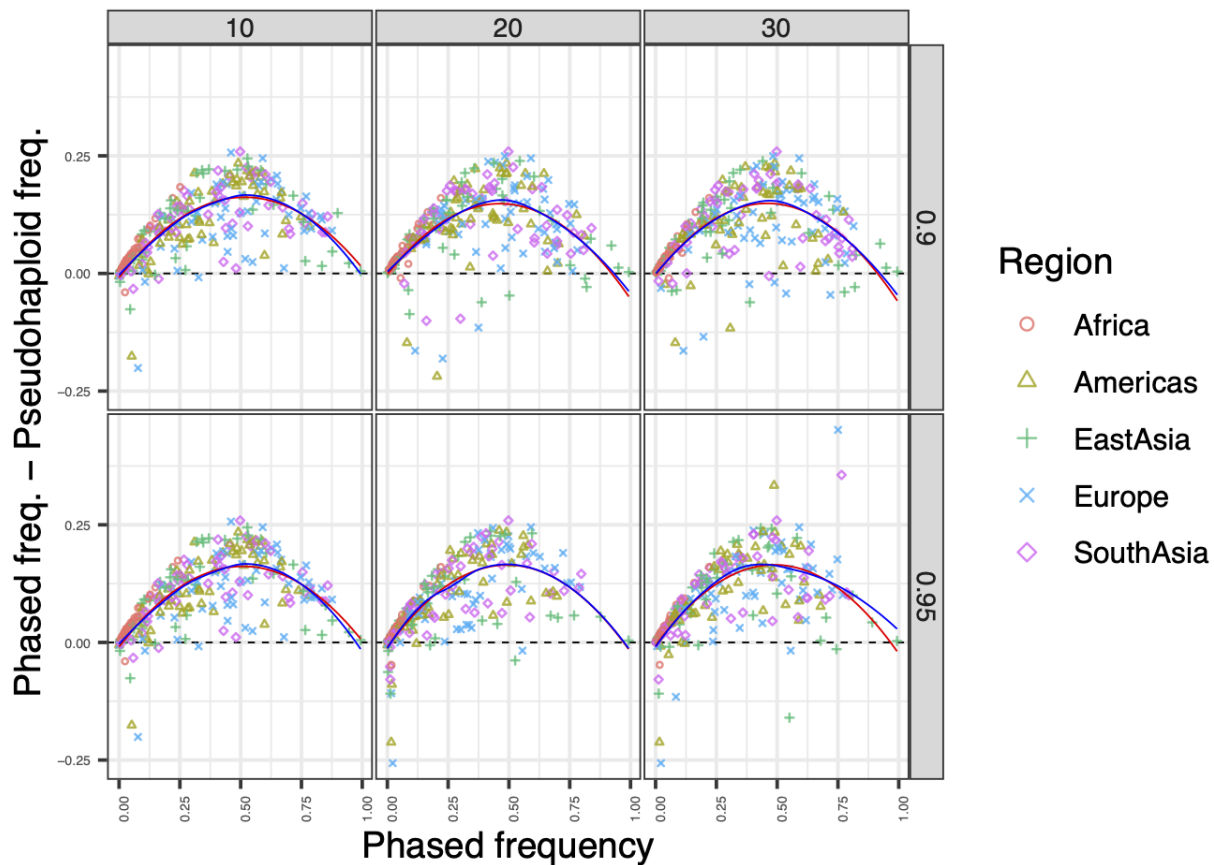 10 20 30
Phased freq. – Pseudohaploid freq.
0.25
0.00
−0.25
0.9
0.25
0.00
−0.25
0.95
0.00 0.25 0.50 0.75 1.00 0.00 0.25 0.50 0.75 1.00 0.00 0.25 0.50 0.75 1.00
Phased frequency
Region
Africa
Americas
EastAsia
Europe
SouthAsia